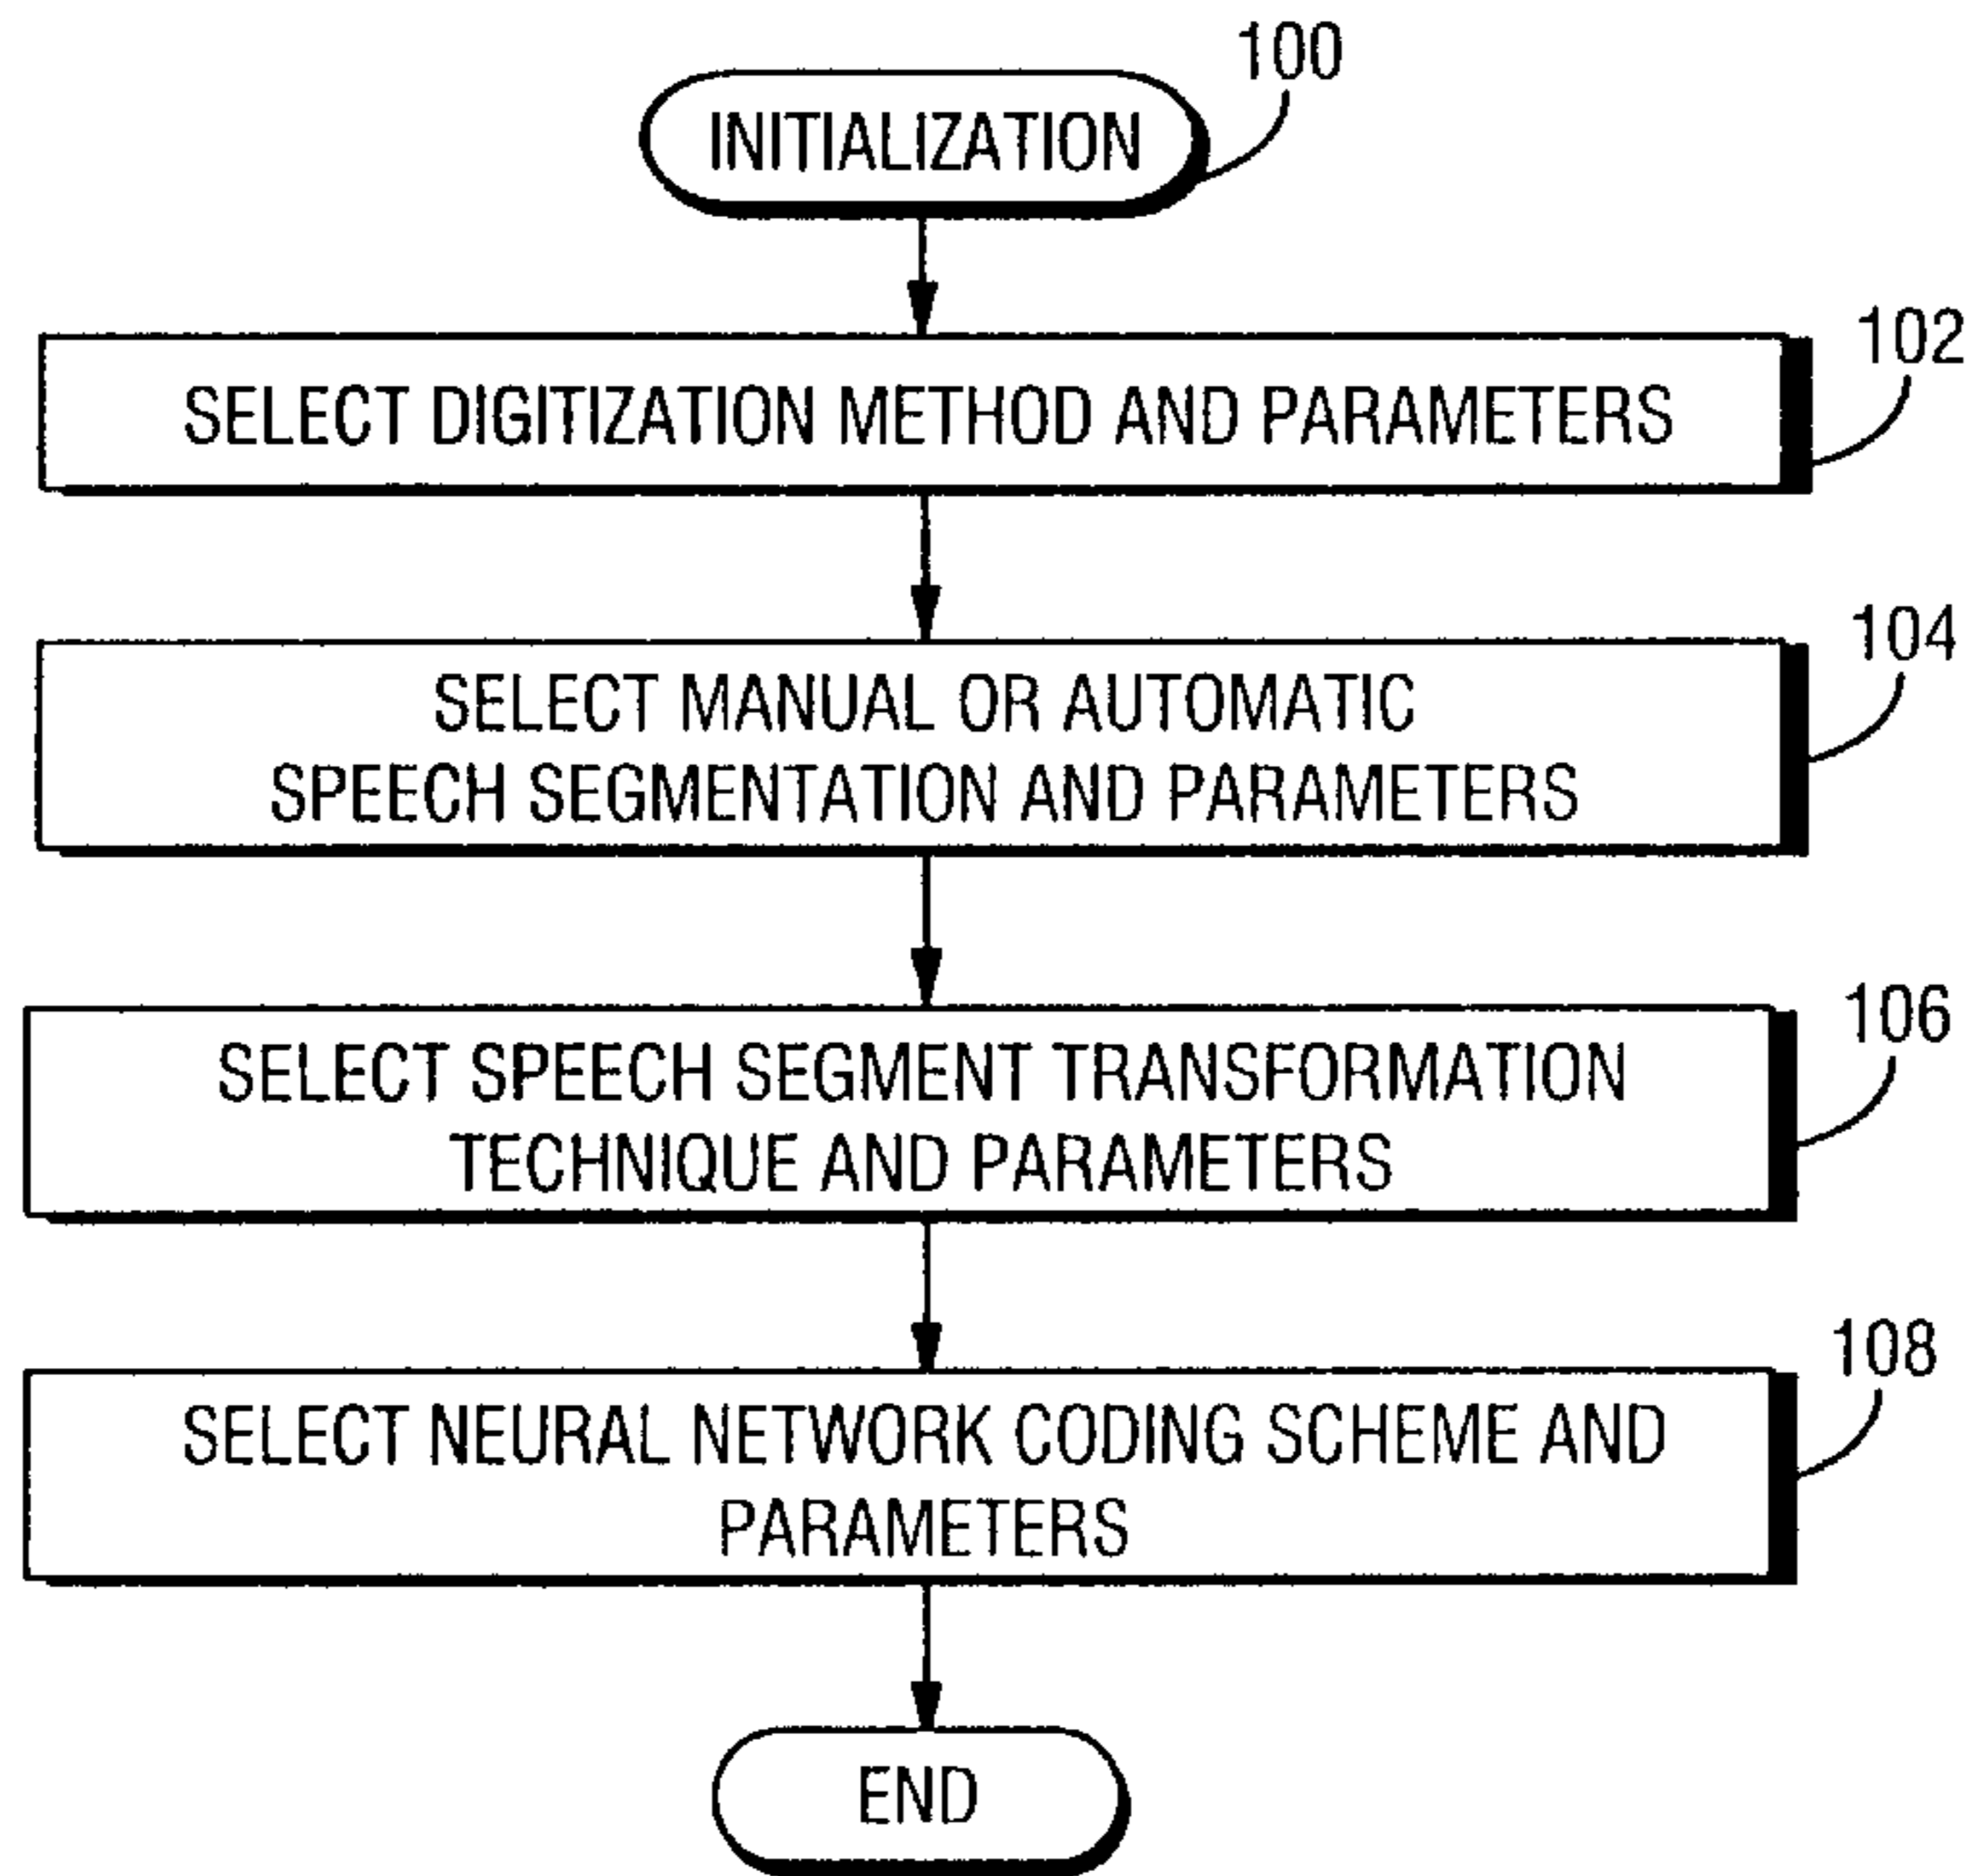 100
INITIALIZATION
102
SELECT DIGITIZATION METHOD AND PARAMETERS
104
SELECT MANUAL OR AUTOMATIC
SPEECH SEGMENTATION AND PARAMETERS
106
SELECT SPEECH SEGMENT TRANSFORMATION
TECHNIQUE AND PARAMETERS
108
SELECT NEURAL NETWORK CODING SCHEME AND
PARAMETERS
END